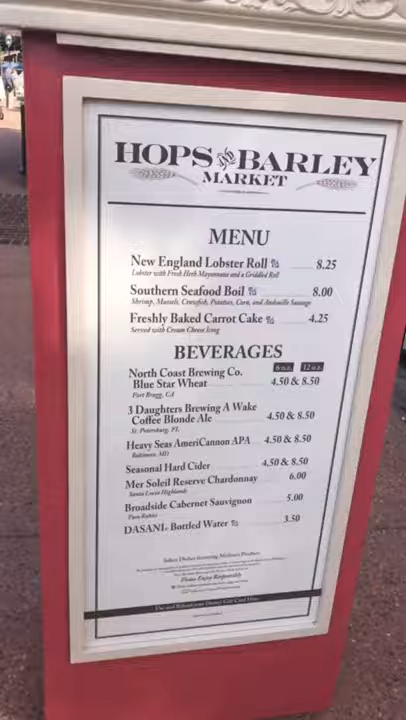 HOPS & BARLEY
MARKET
MENU
New England Lobster Roll 8.25
Lobster with Fresh Herb Mayonnaise and a Griddled Roll
Southern Seafood Boil 8.00
Shrimp, Mussels, Crawfish, Potatoes, Corn, and Andouille Sausage
Freshly Baked Carrot Cake 4.25
Served with Cream Cheese Icing
BEVERAGES
6 oz. 12 oz.
North Coast Brewing Co.
Blue Star Wheat 4.50 & 8.50
Fort Bragg, CA
3 Daughters Brewing A Wake
Coffee Blonde Ale 4.50 & 8.50
St. Petersburg, FL
Heavy Seas AmeriCannon APA 4.50 & 8.50
Baltimore, MD
Seasonal Hard Cider 4.50 & 8.50
Mer Soleil Reserve Chardonnay 6.00
Santa Lucia Highlands
Broadside Cabernet Sauvignon 5.00
Paso Robles
DASANI® Bottled Water 3.50
Please Enjoy Responsibly